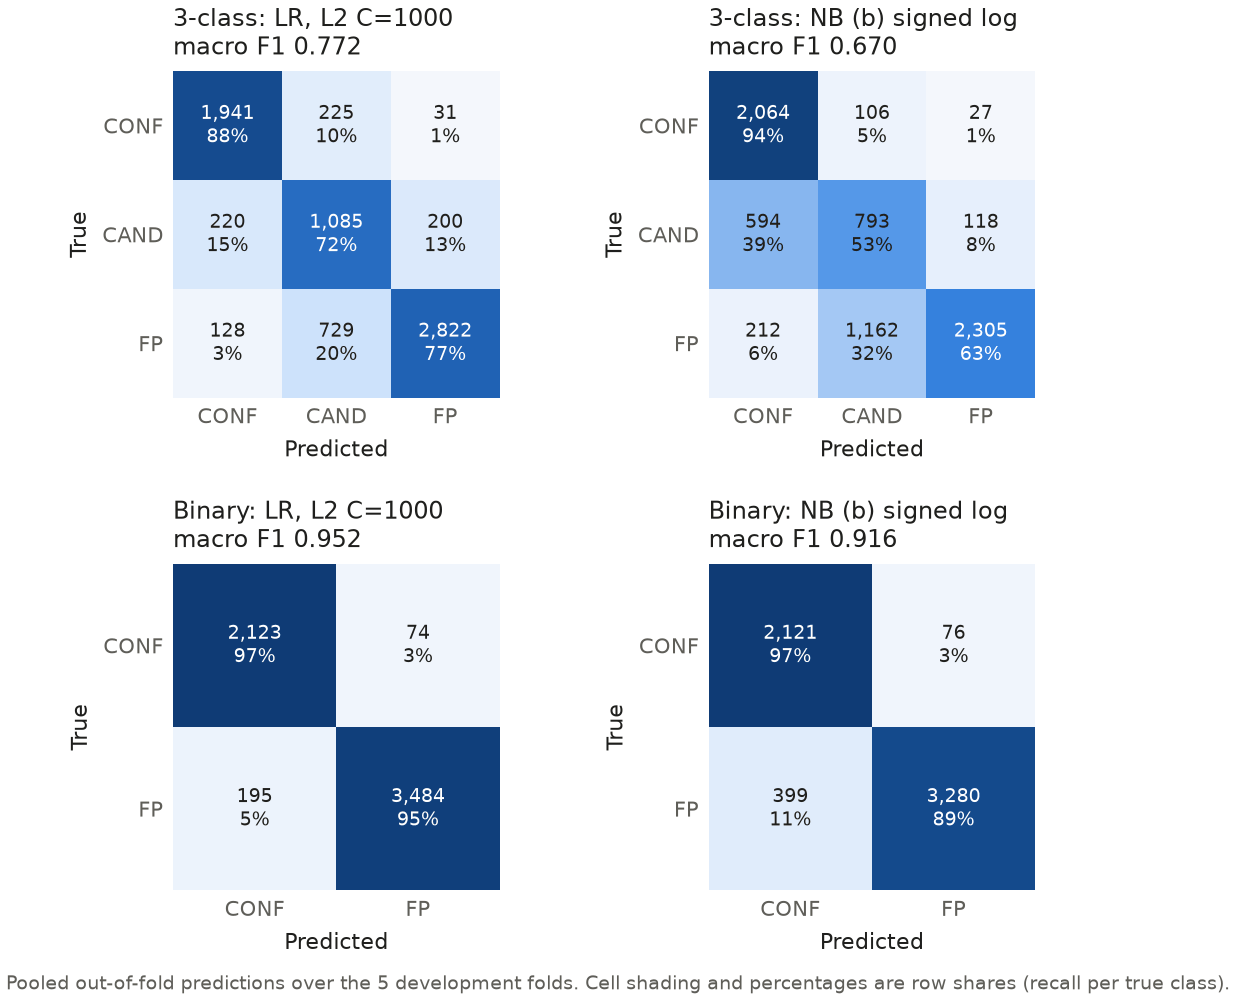 3-class: LR, L2 C=1000
macro F1 0.772
CONF
1,941
88%
225
10%
31
1%
CAND
220
15%
1,085
72%
200
13%
FP
128
3%
729
20%
2,822
77%
True
CONF CAND FP
Predicted
3-class: NB (b) signed log
macro F1 0.670
CONF
2,064
94%
106
5%
27
1%
CAND
594
39%
793
53%
118
8%
FP
212
6%
1,162
32%
2,305
63%
True
CONF CAND FP
Predicted
Binary: LR, L2 C=1000
macro F1 0.952
CONF
2,123
97%
74
3%
FP
195
5%
3,484
95%
True
CONF FP
Predicted
Binary: NB (b) signed log
macro F1 0.916
CONF
2,121
97%
76
3%
FP
399
11%
3,280
89%
True
CONF FP
Predicted
Pooled out-of-fold predictions over the 5 development folds. Cell shading and percentages are row shares (recall per true class).